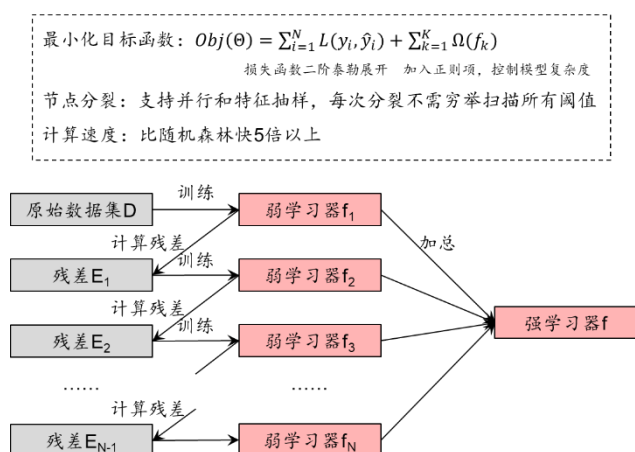 最小化目标函数：Obj(Θ) = ∑ᵢ₌₁ᴺ L(yᵢ, ŷᵢ) + ∑ₖ₌₁ᴷ Ω(fₖ)
损失函数二阶泰勒展开 加入正则项，控制模型复杂度
节点分裂：支持并行和特征抽样，每次分裂不需穷举扫描所有阈值
计算速度：比随机森林快5倍以上
训练
原始数据集D
弱学习器f₁
计算残差
加总
训练
残差E₁
弱学习器f₂
计算残差
训练
残差E₂
弱学习器f₃
强学习器f
……
……
计算残差
残差E_N-1
弱学习器f_N